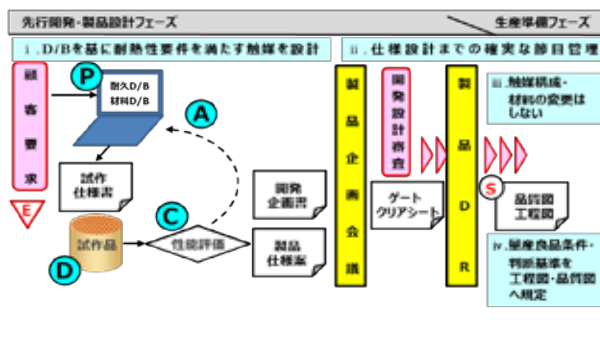 先行開発・製品設計フェーズ
生産準備フェーズ
ⅰ.D/Bを基に耐熱性要件を満たす触媒を設計
ⅱ.仕様設計までの確実な節目管理
顧客要求
E
P
耐久D/B
材料D/B
A
試作
仕様書
C
試作品
D
性能評価
開発
企画書
製品
仕様案
製品企画会議
開発設計審査
ゲート
クリアシート
製品DR
ⅲ.触媒構成・
材料の変更は
しない
S
品質図
工程図
ⅳ.量産良品条件・
判断基準を
工程図・品質図
へ規定